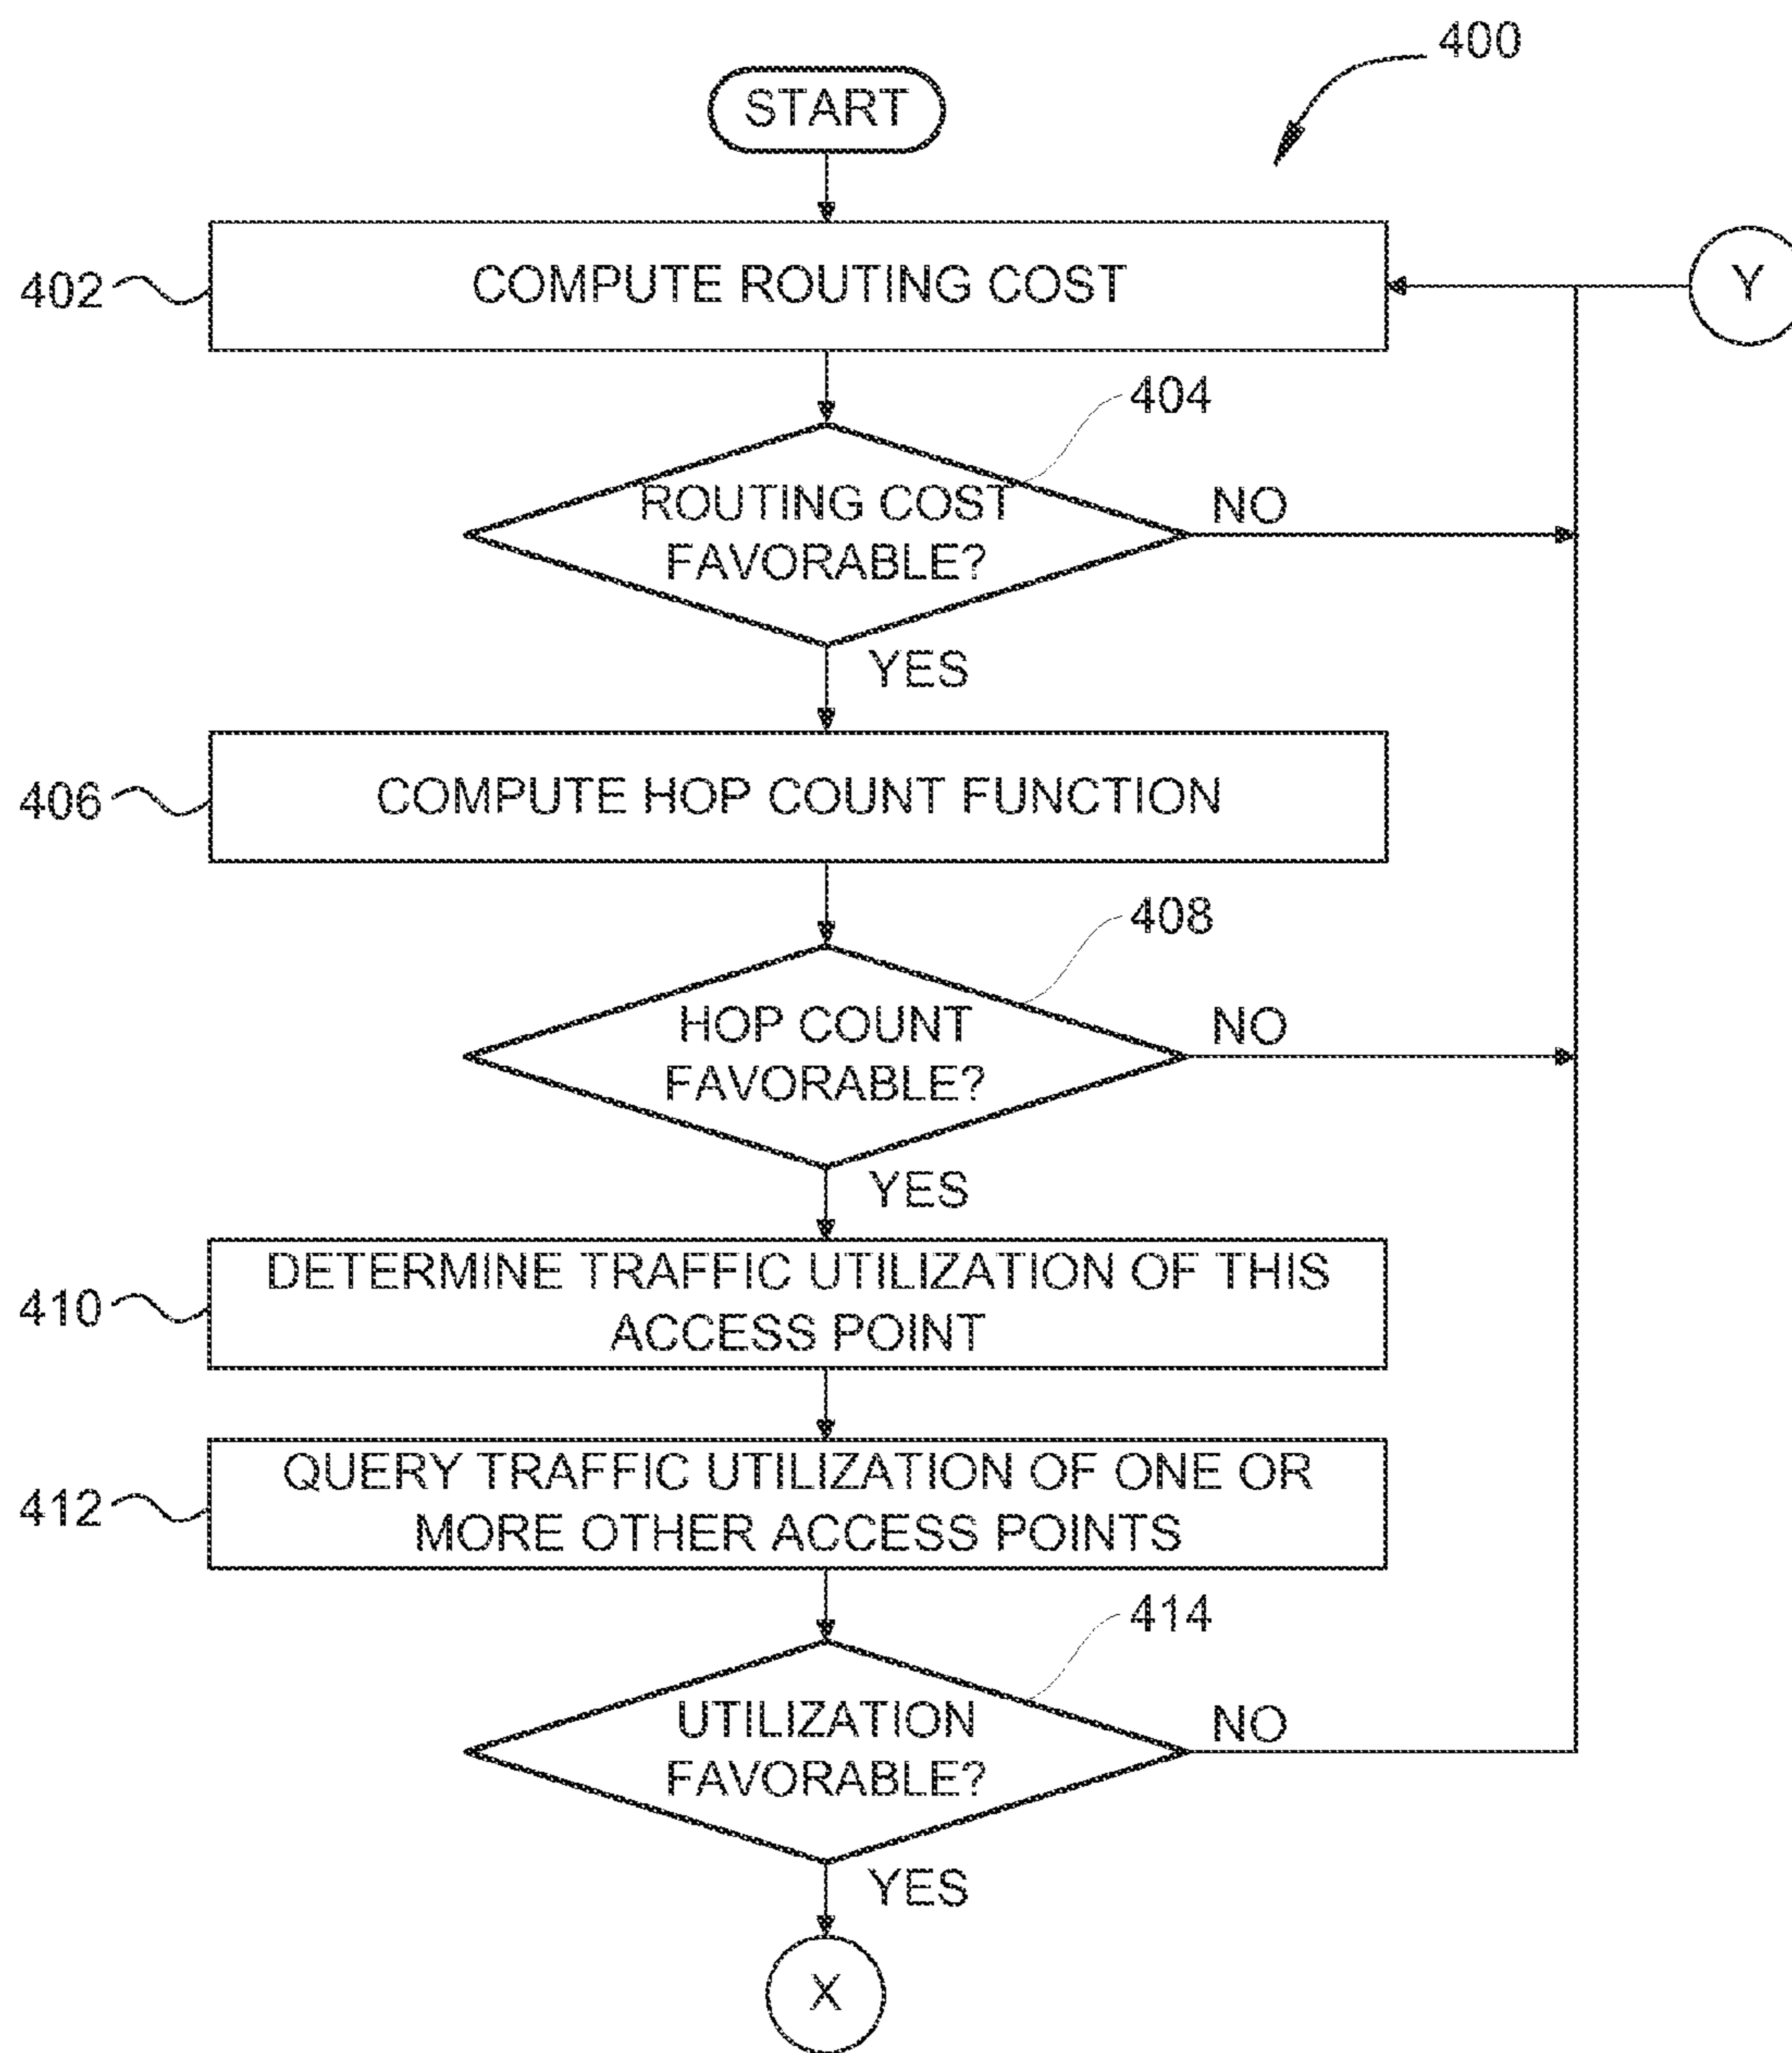 400
START
402
COMPUTE ROUTING COST
Y
404
ROUTING COST
FAVORABLE?
NO
YES
406
COMPUTE HOP COUNT FUNCTION
408
HOP COUNT
FAVORABLE?
NO
YES
410
DETERMINE TRAFFIC UTILIZATION OF THIS
ACCESS POINT
412
QUERY TRAFFIC UTILIZATION OF ONE OR
MORE OTHER ACCESS POINTS
414
UTILIZATION
FAVORABLE?
NO
YES
X